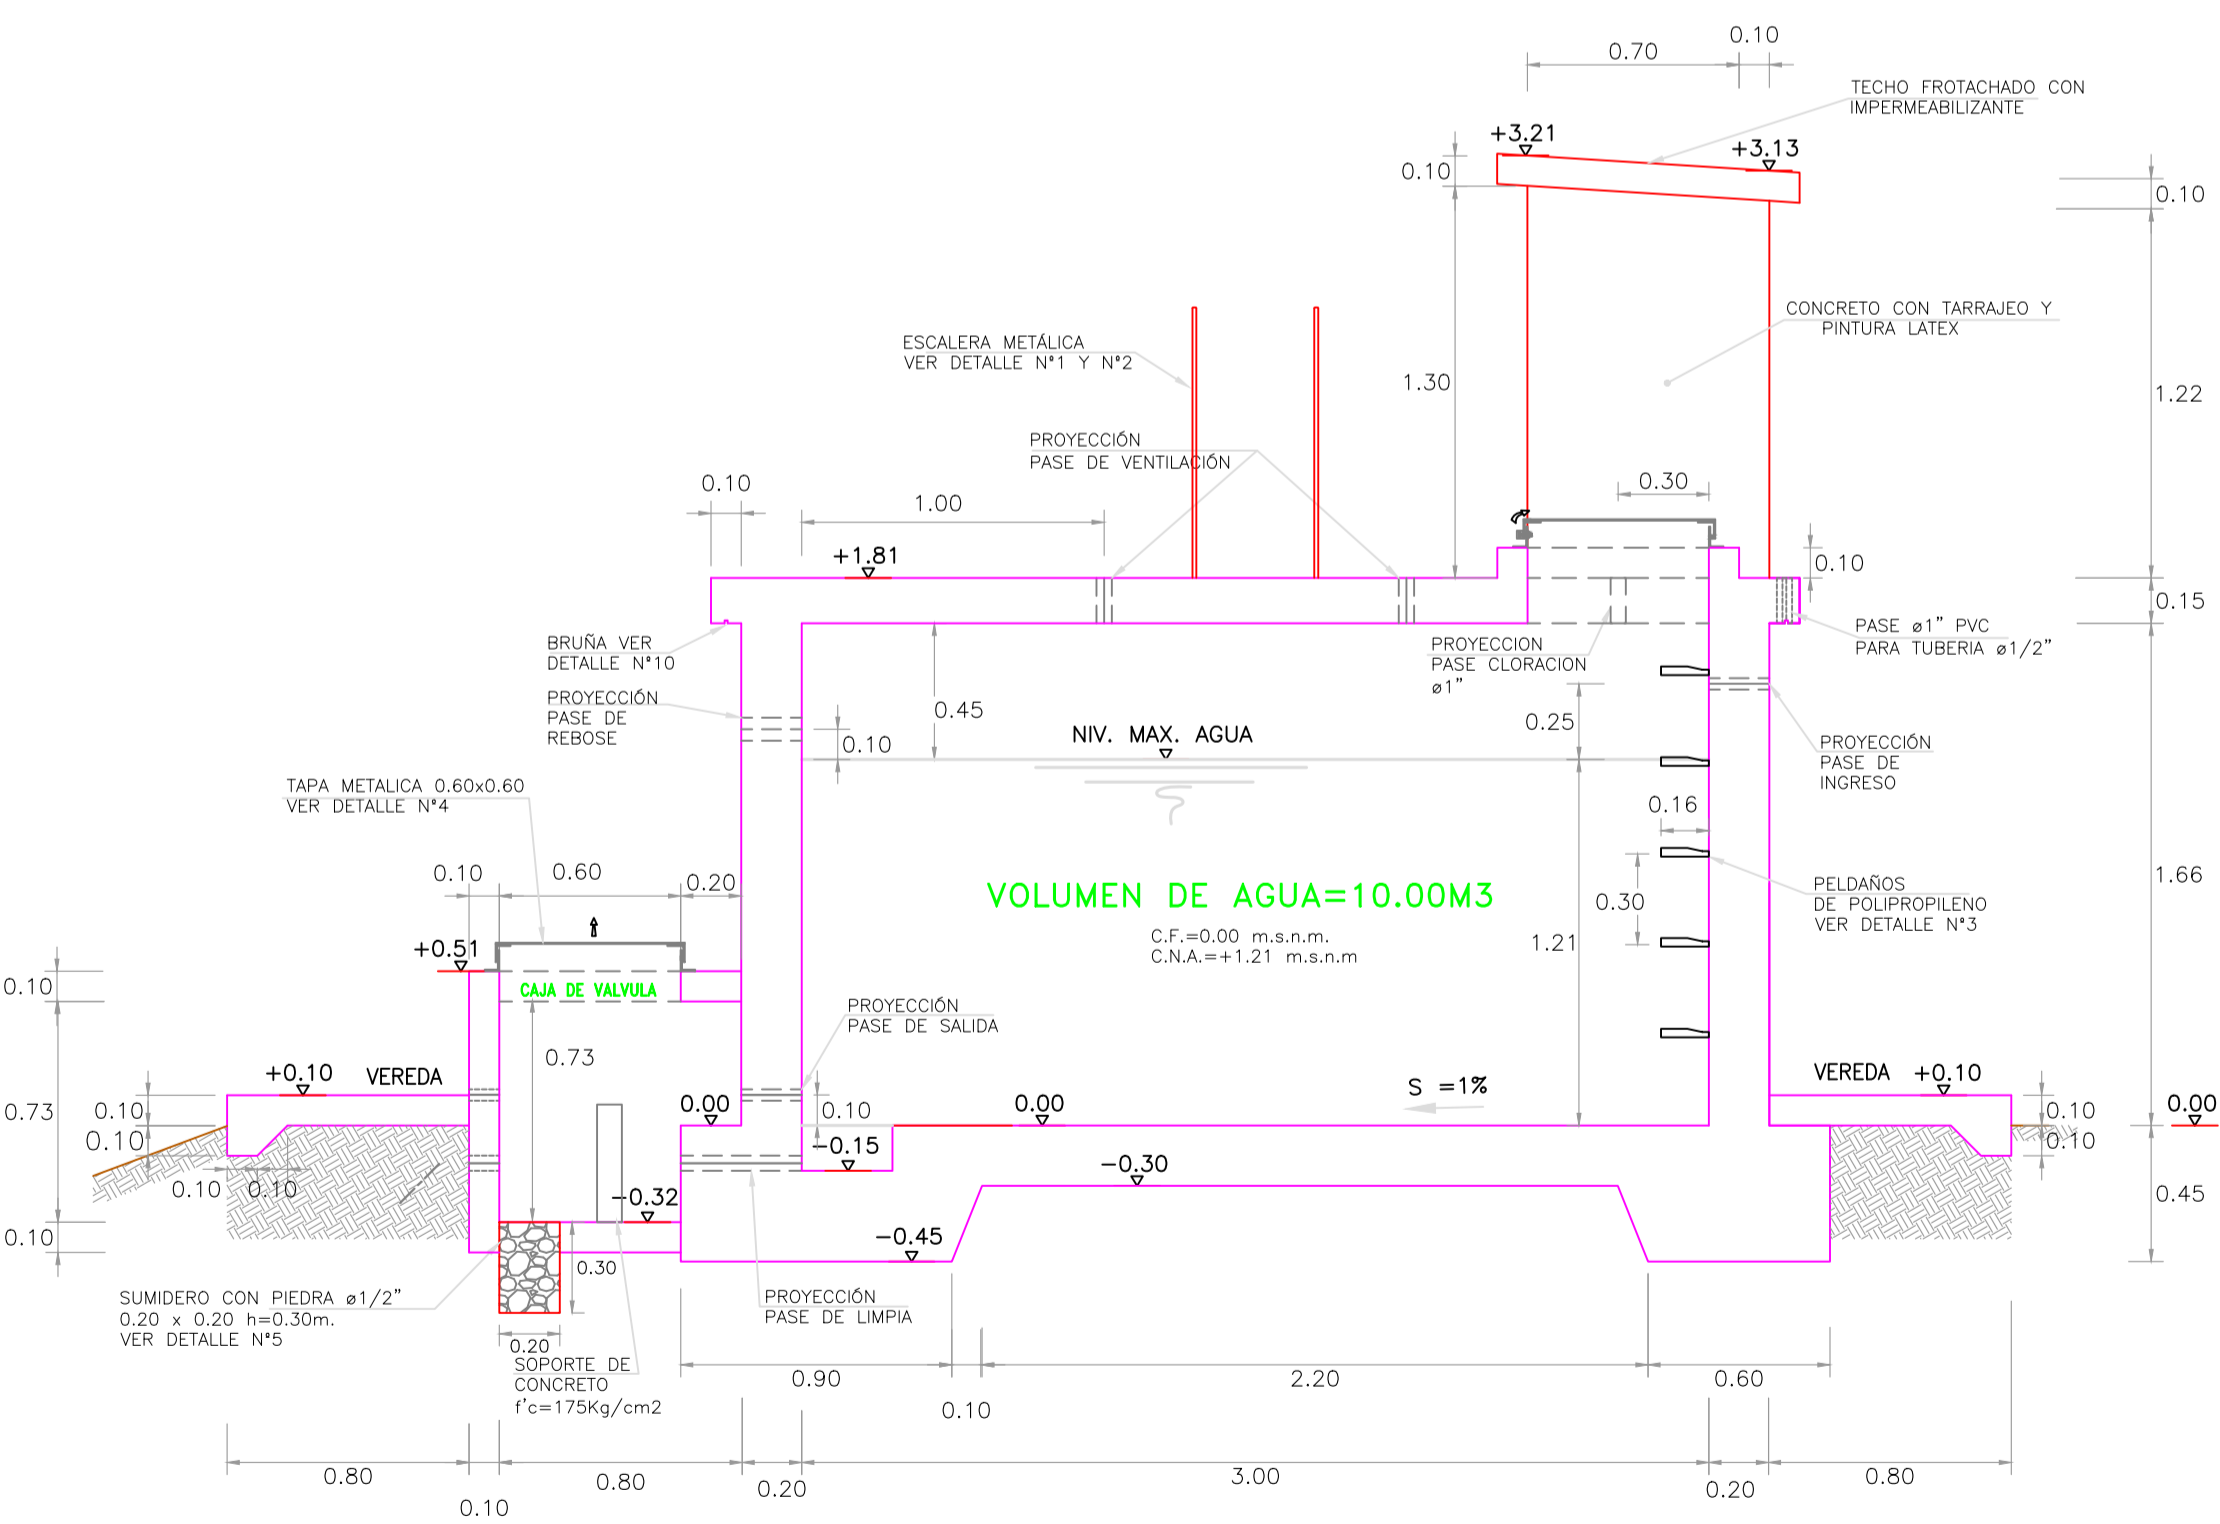 0.10
0.70
TECHO FROTACHADO CON
IMPERMEABILIZANTE
+3.21
+3.13
0.10
0.10
CONCRETO CON TARRAJEO Y
PINTURA LATEX
ESCALERA METÁLICA
VER DETALLE N°1 Y N°2
1.30
1.22
PROYECCIÓN
PASE DE VENTILACIÓN
0.10
1.00
0.30
+1.81
0.10
0.15
BRUÑA VER
DETALLE N°10
PROYECCION
PASE CLORACION
ø1"
PASE ø1" PVC
PARA TUBERIA ø1/2"
PROYECCIÓN
PASE DE
REBOSE
0.45
0.10
0.25
NIV. MAX. AGUA
PROYECCIÓN
PASE DE
INGRESO
TAPA METALICA 0.60x0.60
VER DETALLE N°4
0.16
0.10
0.60
0.20
1.66
VOLUMEN DE AGUA=10.00M3
C.F.=0.00 m.s.n.m.
C.N.A.=+1.21 m.s.n.m
0.30
1.21
PELDAÑOS
DE POLIPROPILENO
VER DETALLE N°3
+0.51
0.10
CAJA DE VALVULA
PROYECCIÓN
PASE DE SALIDA
0.73
+0.10
VEREDA
S =1%
VEREDA
+0.10
0.73
0.10
0.10
0.00
0.10
0.00
0.10
0.10
0.00
-0.15
-0.30
0.10
0.10
-0.32
0.45
0.10
-0.45
0.30
SUMIDERO CON PIEDRA ø1/2"
0.20 x 0.20 h=0.30m.
VER DETALLE N°5
PROYECCIÓN
PASE DE LIMPIA
0.20
SOPORTE DE
CONCRETO
f'c=175Kg/cm2
0.90
2.20
0.60
0.10
0.80
0.80
3.00
0.80
0.10
0.20
0.20